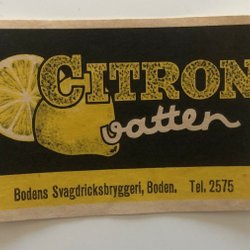 CITRON
vatten
Bodens Svagdricksbryggeri, Boden. Tel. 2575